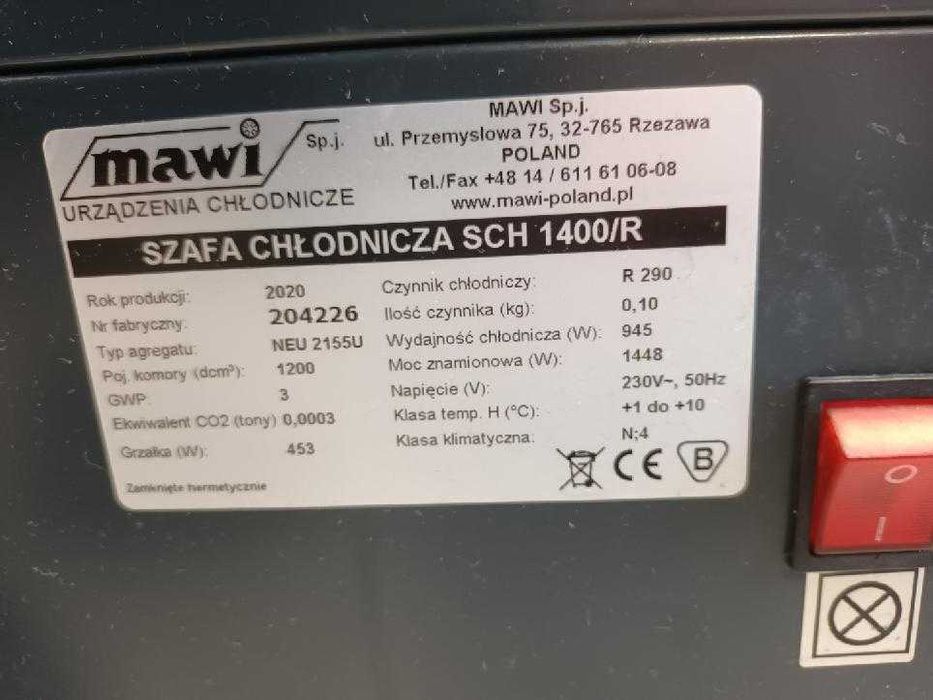 mawi Sp.j.
URZĄDZENIA CHŁODNICZE
MAWI Sp.j.
ul. Przemyslowa 75, 32-765 Rzezawa
POLAND
Tel./Fax +48 14 / 611 61 06-08
www.mawi-poland.pl
SZAFA CHŁODNICZA SCH 1400/R
Rok produkcji: 2020
Nr fabryczny: 204226
Typ agregatu: NEU 2155U
Poj. komory (dcm³): 1200
GWP: 3
Ekwiwalent CO2 (tony) 0,0003
Grzałka (W): 453
Zamknięte hermetycznie
Czynnik chłodniczy: R 290
Ilość czynnika (kg): 0,10
Wydajność chłodnicza (W): 945
Moc znamionowa (W): 1448
Napięcie (V): 230V~, 50Hz
Klasa temp. H (°C): +1 do +10
Klasa klimatyczna: N;4
CE B